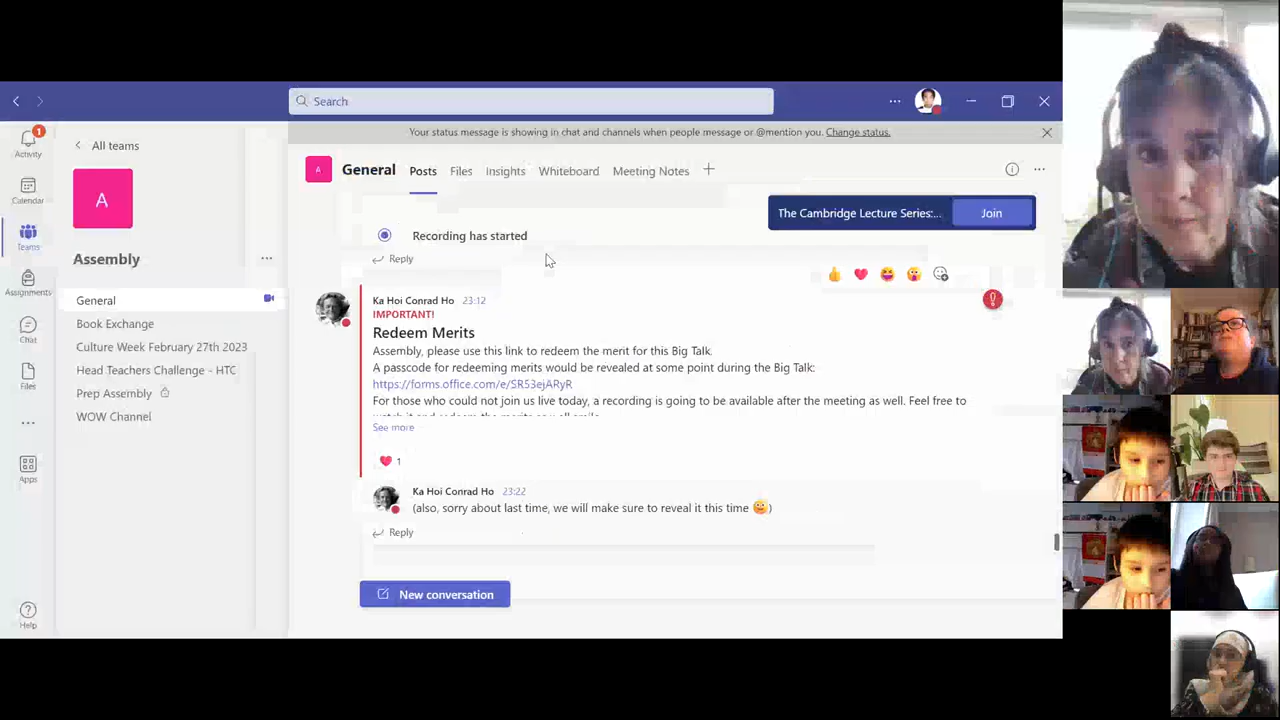 Search
Your status message is showing in chat and channels when people message or @mention you. Change status.
1
Activity
Calendar
Teams
Assignments
Chat
Files
Apps
Help
All teams
A
Assembly
General
Book Exchange
Culture Week February 27th 2023
Head Teachers Challenge - HTC
Prep Assembly
WOW Channel
A
General Posts Files Insights Whiteboard Meeting Notes
The Cambridge Lecture Series:... Join
Recording has started
Reply
Ka Hoi Conrad Ho 23:12
IMPORTANT!
Redeem Merits
Assembly, please use this link to redeem the merit for this Big Talk.
A passcode for redeeming merits would be revealed at some point during the Big Talk:
https://forms.office.com/e/SR53ejARyR
For those who could not join us live today, a recording is going to be available after the meeting as well. Feel free to
See more
1
Ka Hoi Conrad Ho 23:22
(also, sorry about last time, we will make sure to reveal it this time )
Reply
New conversation